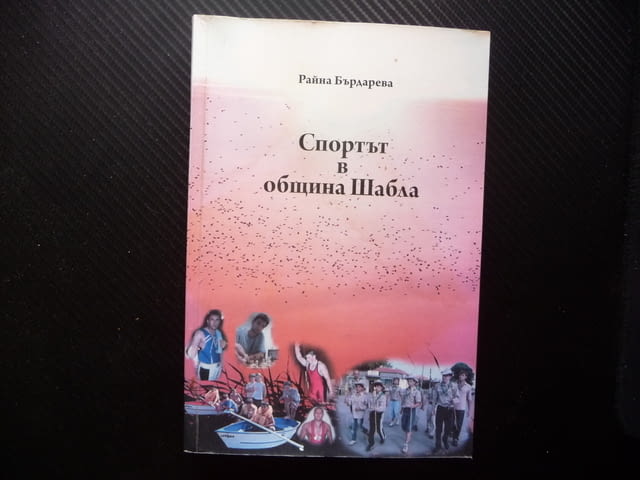 Райна Бърдарева
Спортът
в
община Шабла